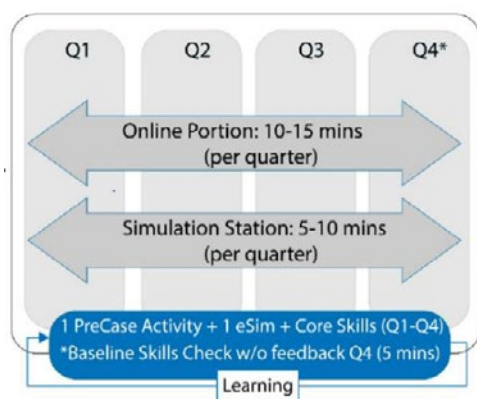 Q1 Q2 Q3 Q4*
Online Portion: 10-15 mins
(per quarter)
Simulation Station: 5-10 mins
(per quarter)
1 PreCase Activity + 1 eSim + Core Skills (Q1-Q4)
*Baseline Skills Check w/o feedback Q4 (5 mins)
Learning